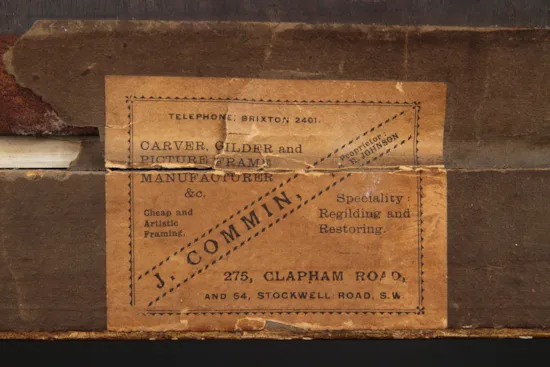 TELEPHONE, BRIXTON 2401.
CARVER, GILDER and
PICTURE FRAME
MANUFACTURER
&c.
Cheap and
Artistic
Framing.
J. COMMIN,
Proprietor:
R. JOHNSON
Speciality:
Regilding and
Restoring.
275, CLAPHAM ROAD,
AND 54, STOCKWELL ROAD, S.W